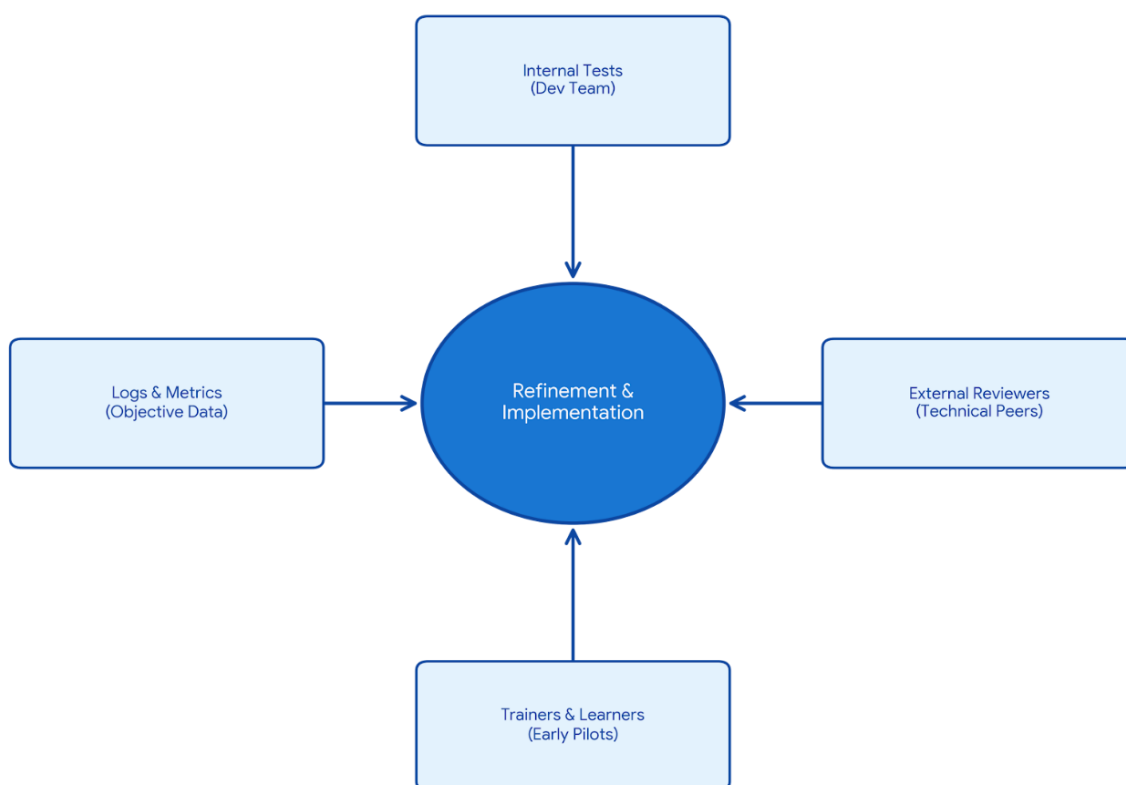 Internal Tests
(Dev Team)
Logs & Metrics
(Objective Data)
Refinement &
Implementation
External Reviewers
(Technical Peers)
Trainers & Learners
(Early Pilots)